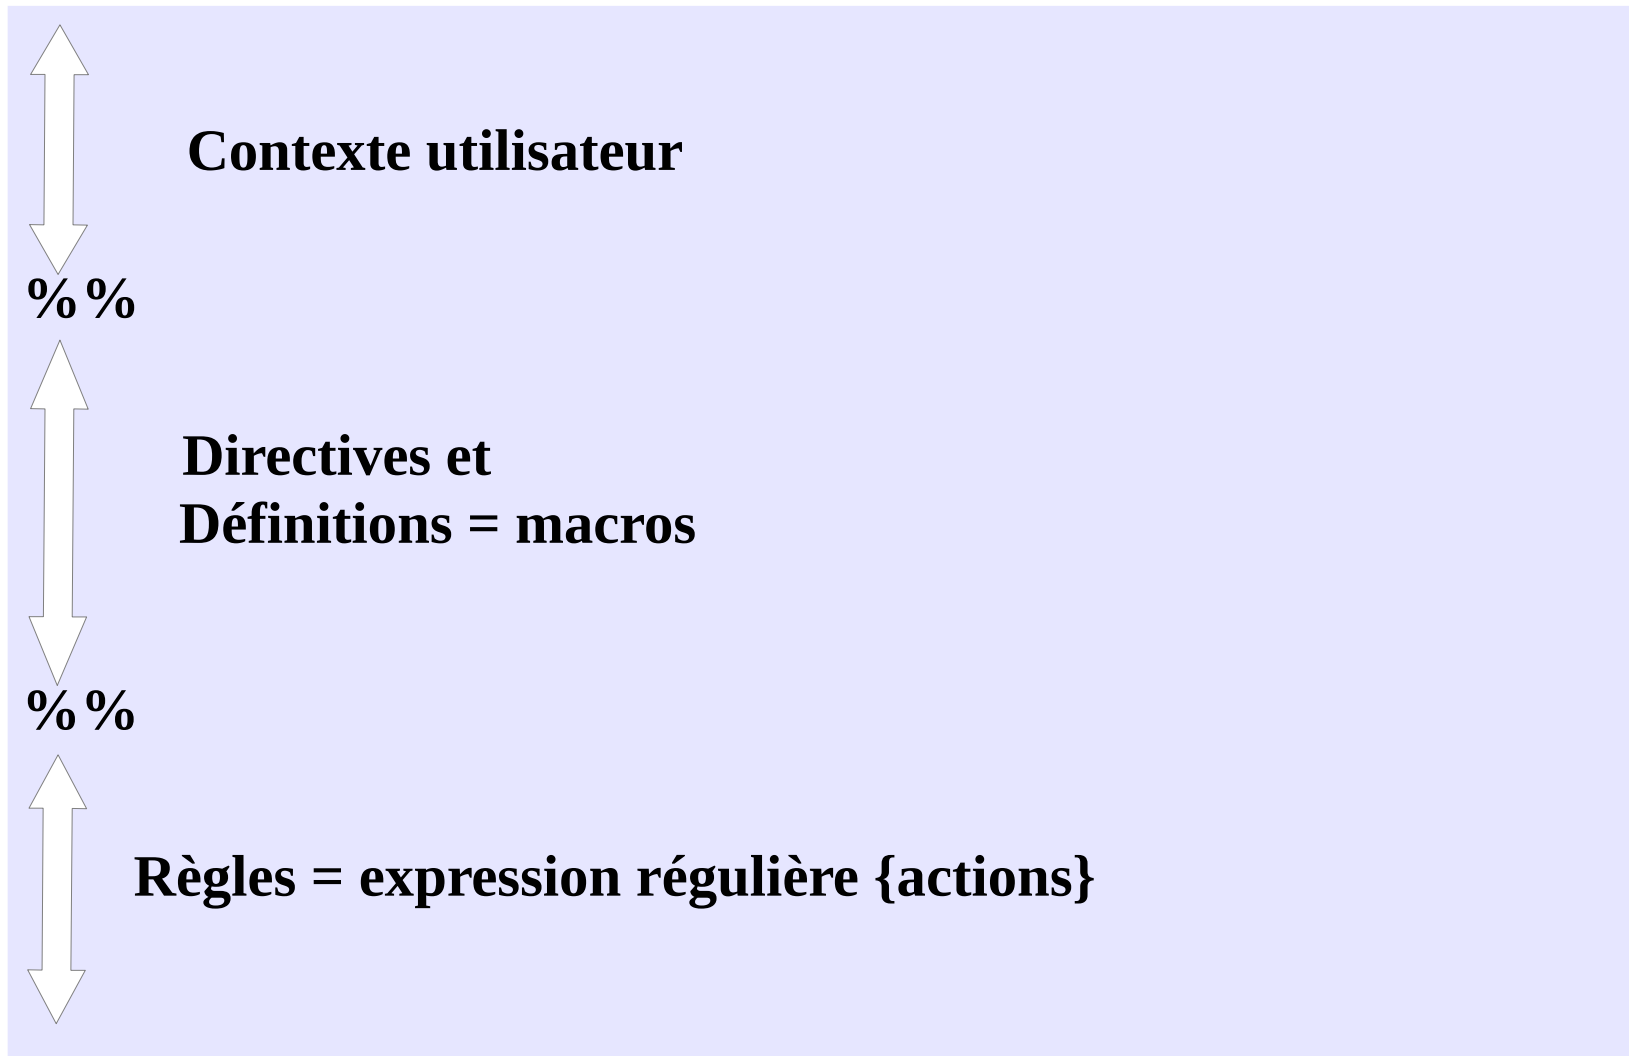 Contexte utilisateur
%%
Directives et
Définitions = macros
%%
Règles = expression régulière {actions}